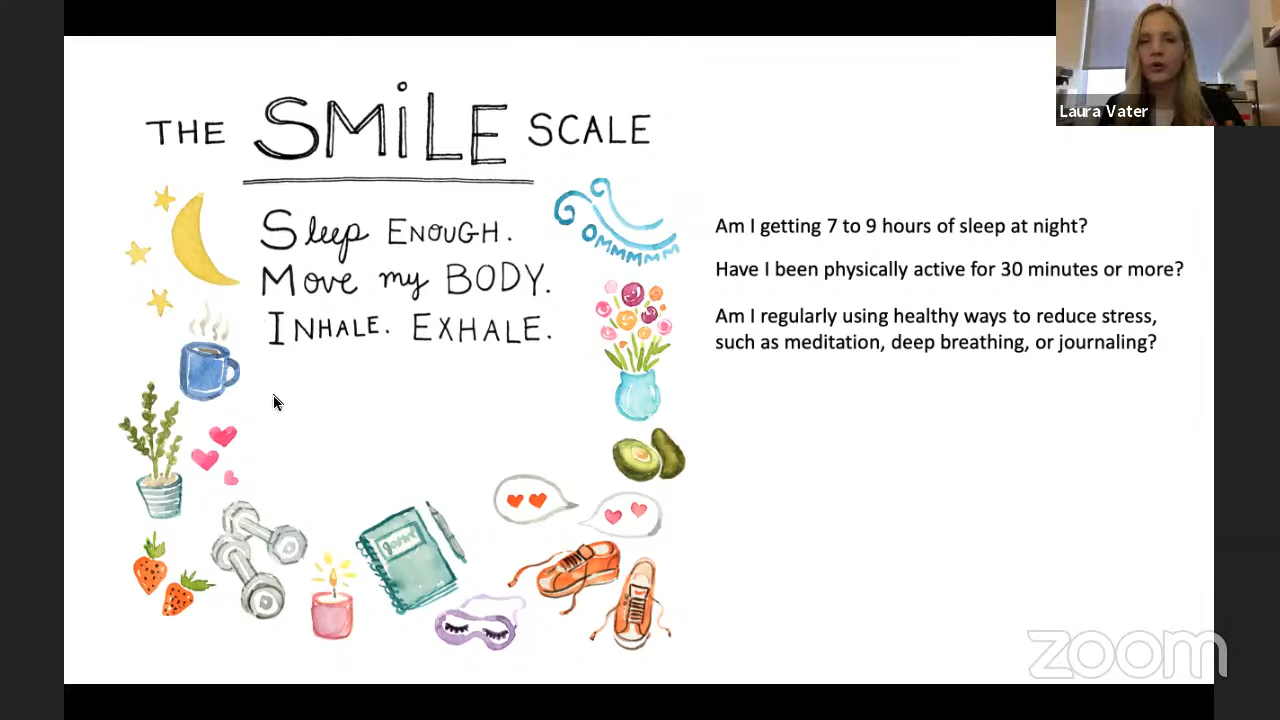 Laura Vater
THE SMiLE SCALE
Sleep ENOUGH.
Move my BODY.
INHALE. EXHALE.
OMMMMMM
Am I getting 7 to 9 hours of sleep at night?
Have I been physically active for 30 minutes or more?
Am I regularly using healthy ways to reduce stress,
such as meditation, deep breathing, or journaling?
zoom